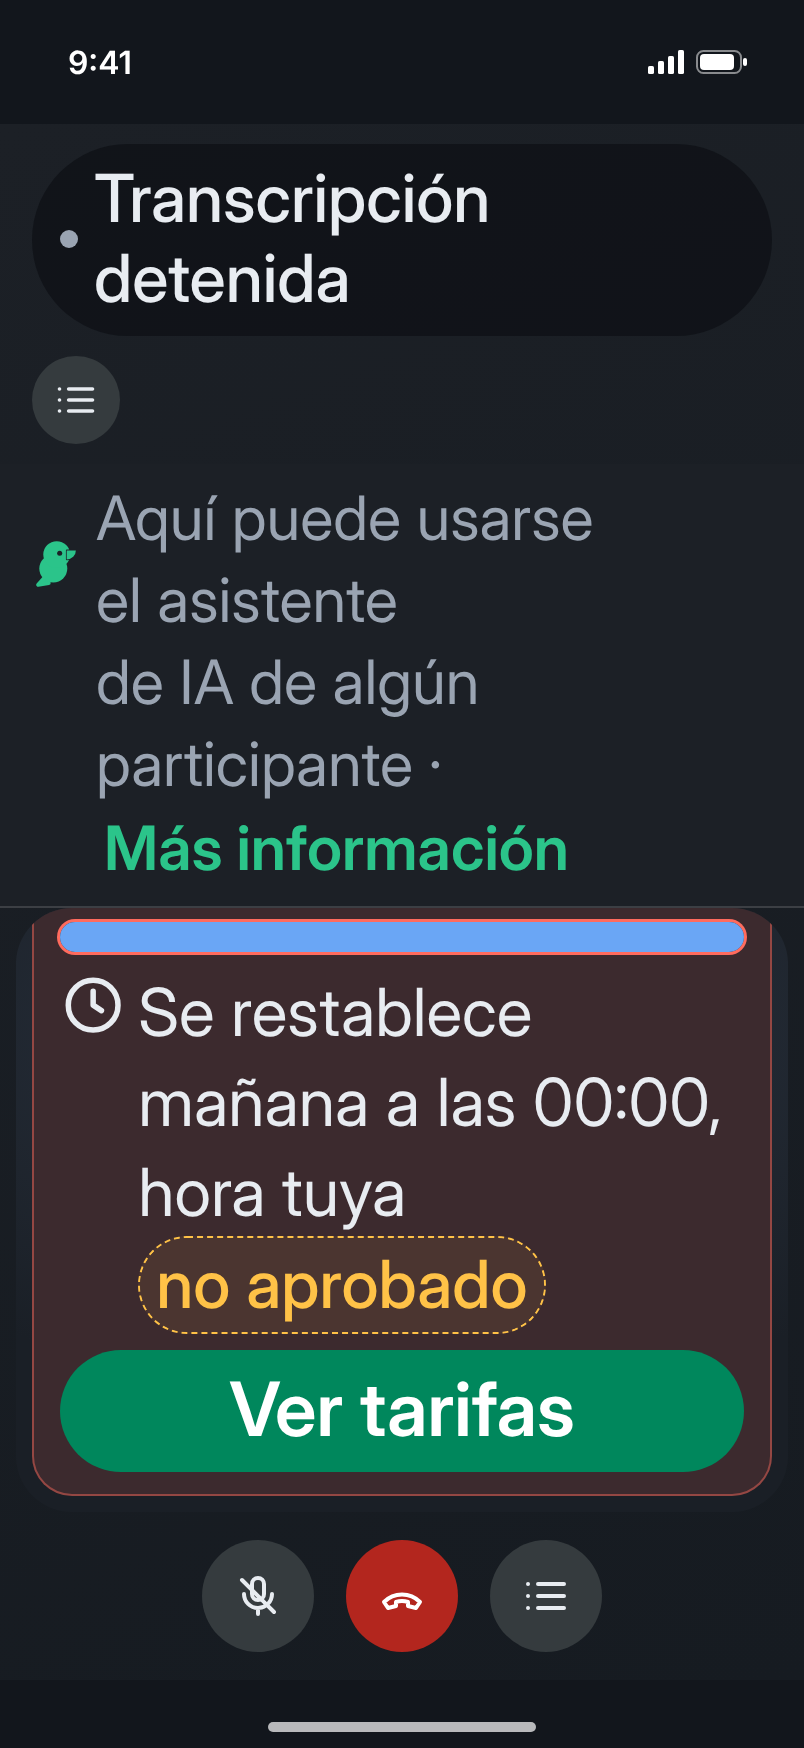 9:41
Transcripción
detenida
Aquí puede usarse
el asistente
de IA de algún
participante ·
Más información
Se restablece
mañana a las 00:00,
hora tuya
no aprobado
Ver tarifas